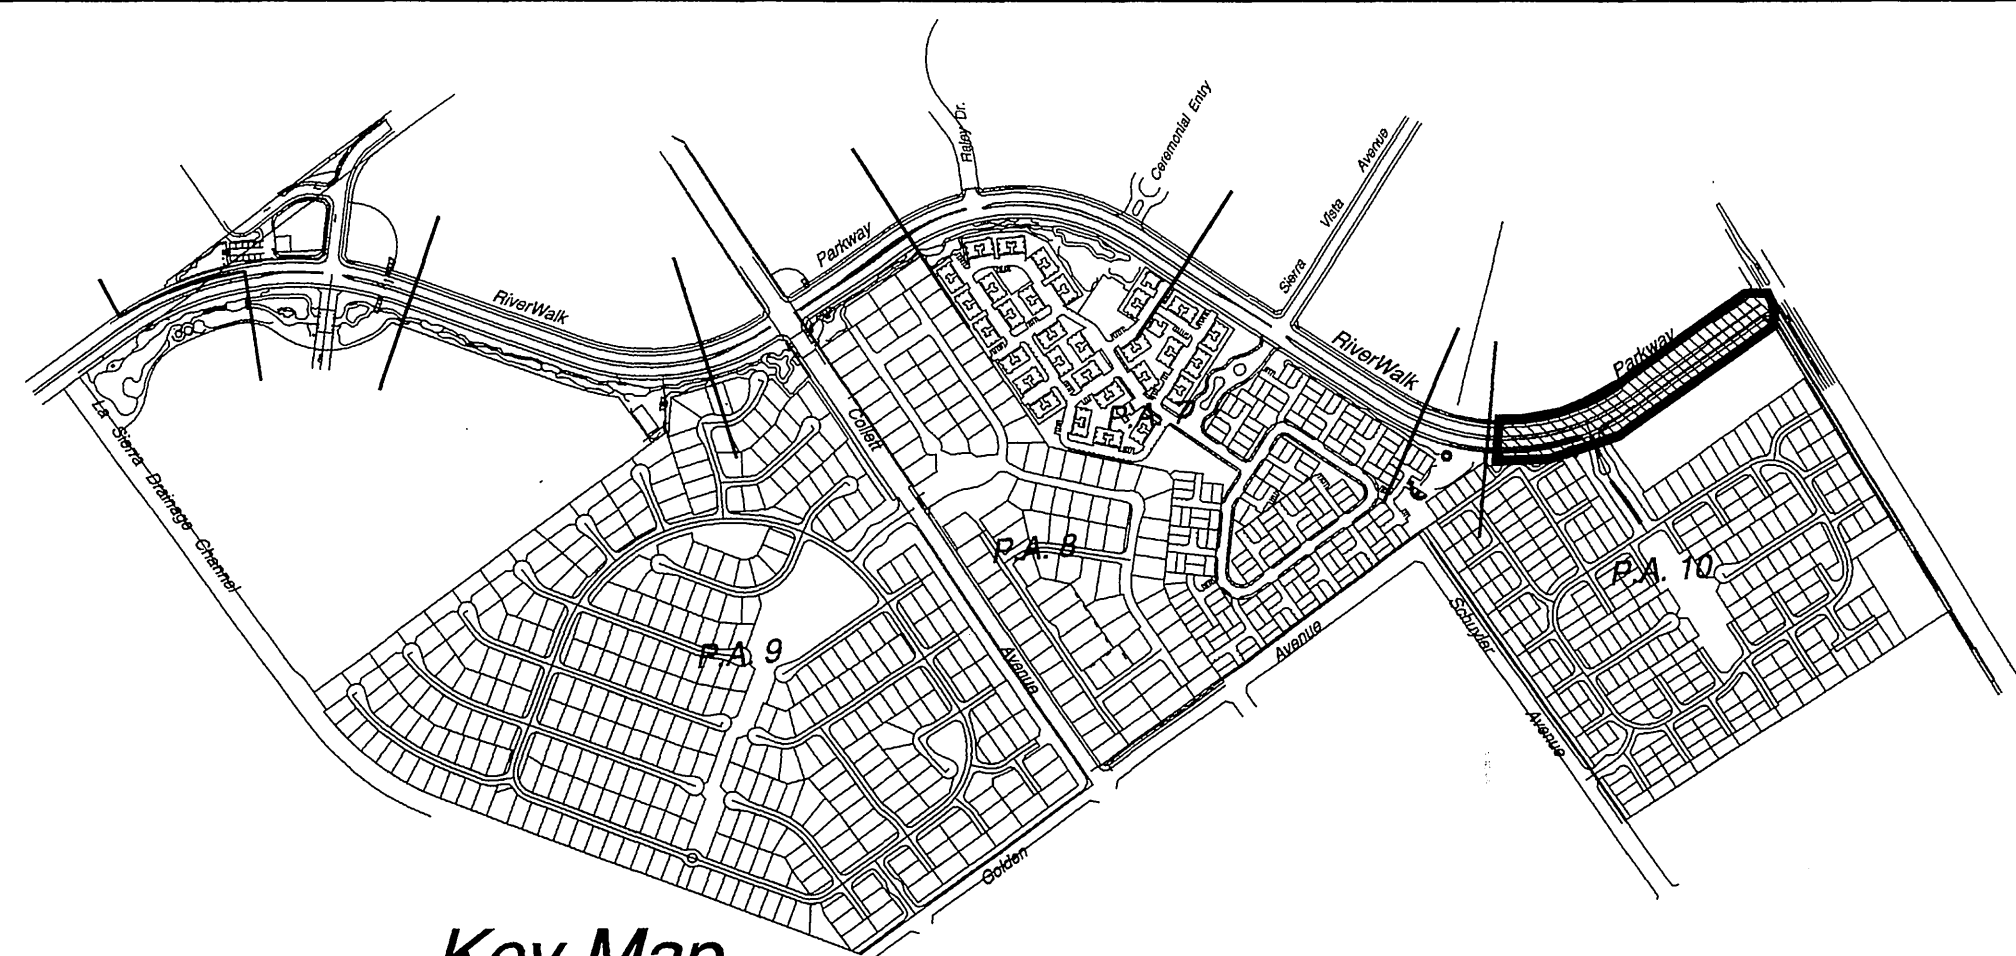 Raley Dr.
Ceremonial Entry
Sierra Vista Avenue
Parkway
RiverWalk
RiverWalk
Parkway
La Sierra Drainage Channel
Collett
Avenue
P.A. 7
P.A. 8
P.A. 9
P.A. 10
Schuyler
Avenue
Golden
Avenue
Key Map